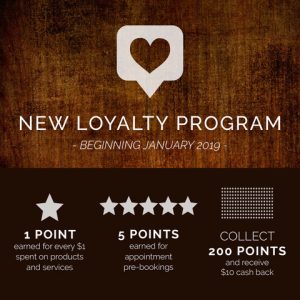 NEW LOYALTY PROGRAM
- BEGINNING JANUARY 2019 -
1 POINT
earned for every $1
spent on products
and services
5 POINTS
earned for
appointment
pre-bookings
COLLECT
200 POINTS
and receive
$10 cash back